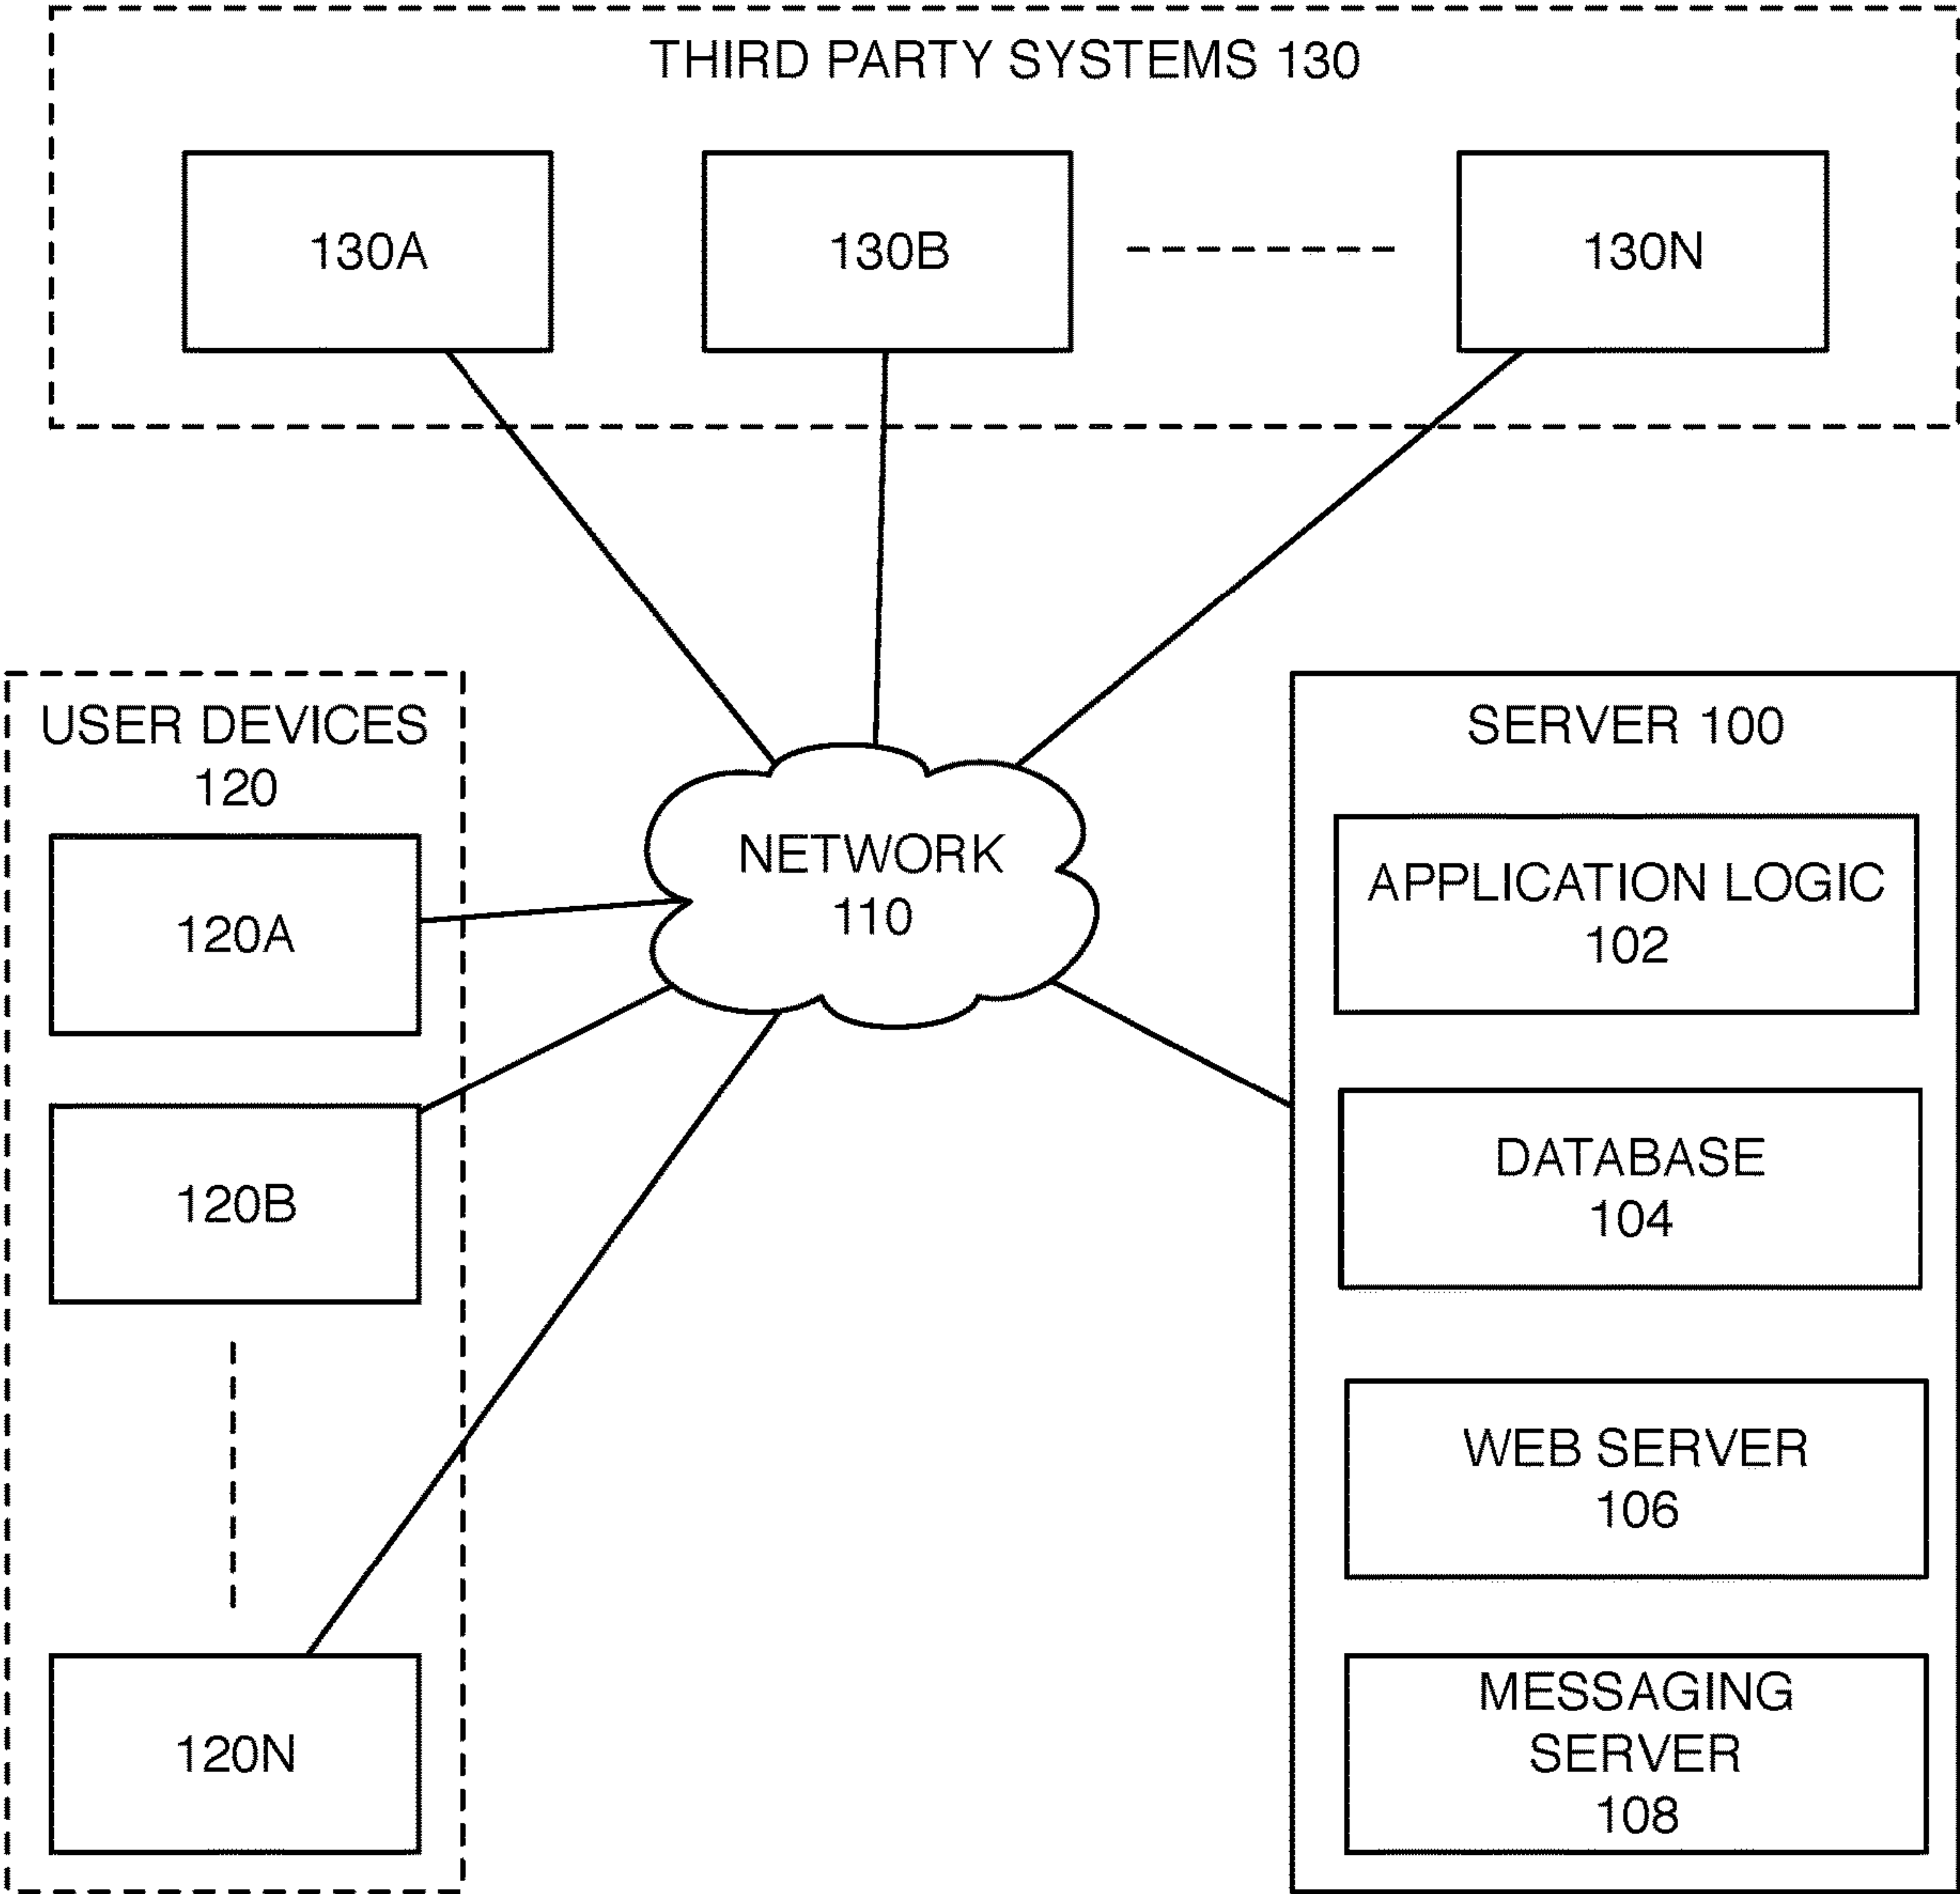 THIRD PARTY SYSTEMS 130
130A
130B
130N
USER DEVICES
120
120A
120B
120N
NETWORK
110
SERVER 100
APPLICATION LOGIC
102
DATABASE
104
WEB SERVER
106
MESSAGING
SERVER
108